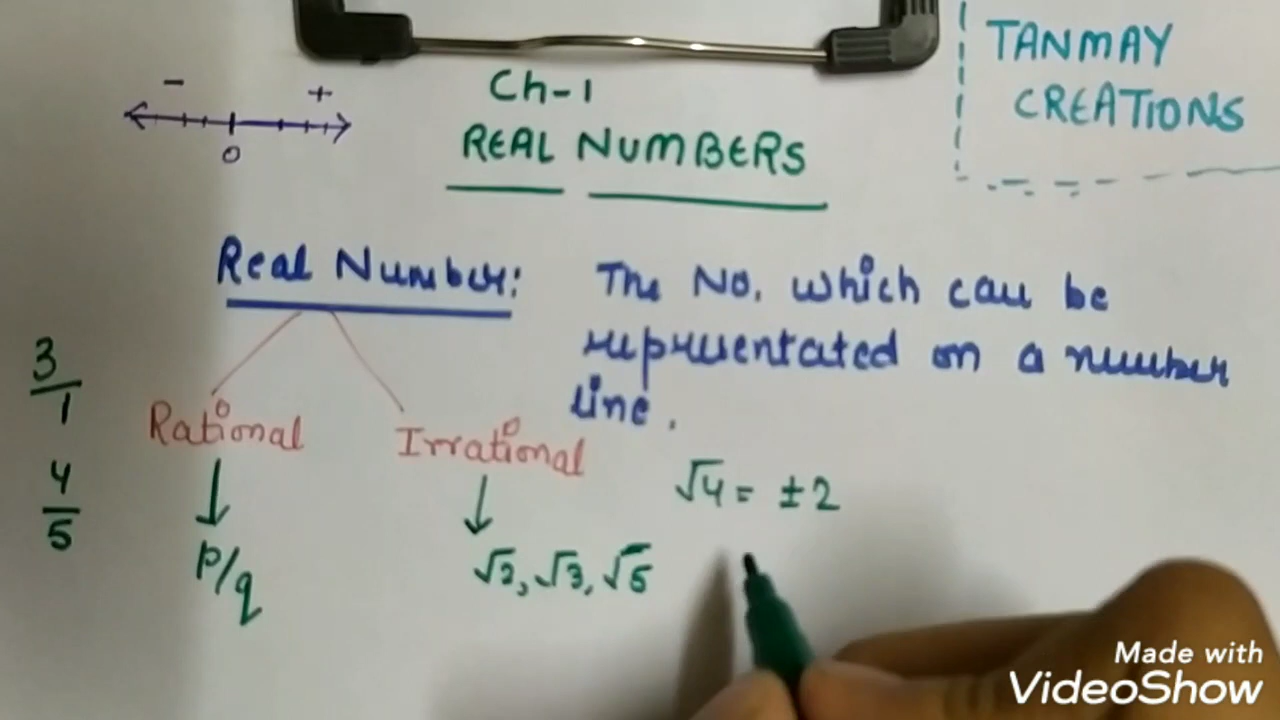 TANMAY
CREATIONS
- +
0
Ch-1
REAL NUMBERS
Real Number: The No. which can be
representated on a number
line.
3/1
4/5
Rational Irrational
√4 = ±2
P/q
√2, √3, √5
Made with
VideoShow